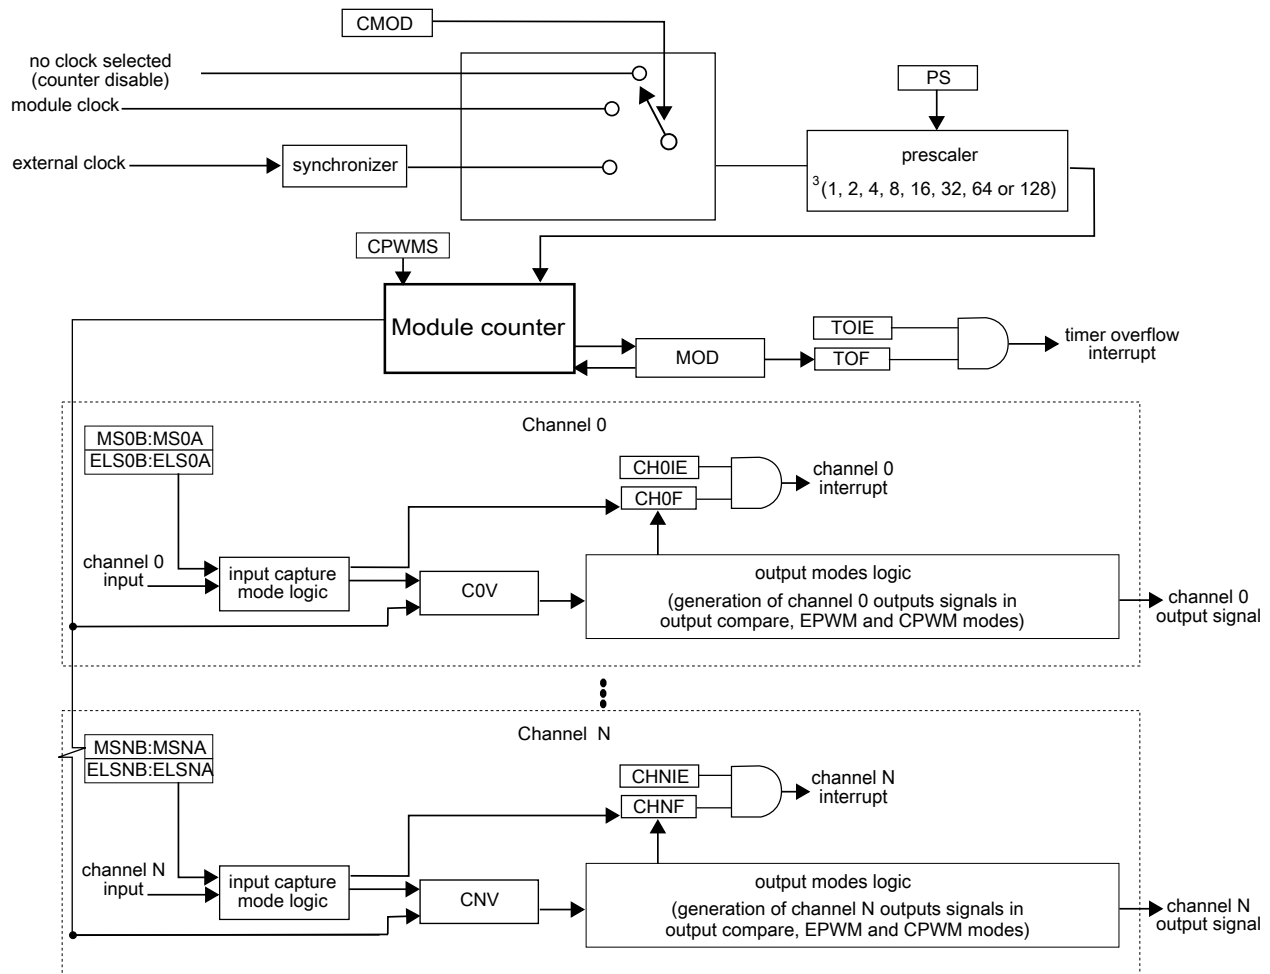 CMOD
no clock selected
(counter disable)
module clock
PS
external clock
synchronizer
prescaler
3 (1, 2, 4, 8, 16, 32, 64 or 128)
CPWMS
Module counter
MOD
TOIE
TOF
timer overflow
interrupt
Channel 0
MS0B:MS0A
ELS0B:ELS0A
CH0IE
CH0F
channel 0
interrupt
channel 0
input
input capture
mode logic
C0V
output modes logic
(generation of channel 0 outputs signals in
output compare, EPWM and CPWM modes)
channel 0
output signal
Channel N
MSNB:MSNA
ELSNB:ELSNA
CHNIE
CHNF
channel N
interrupt
channel N
input
input capture
mode logic
CNV
output modes logic
(generation of channel N outputs signals in
output compare, EPWM and CPWM modes)
channel N
output signal